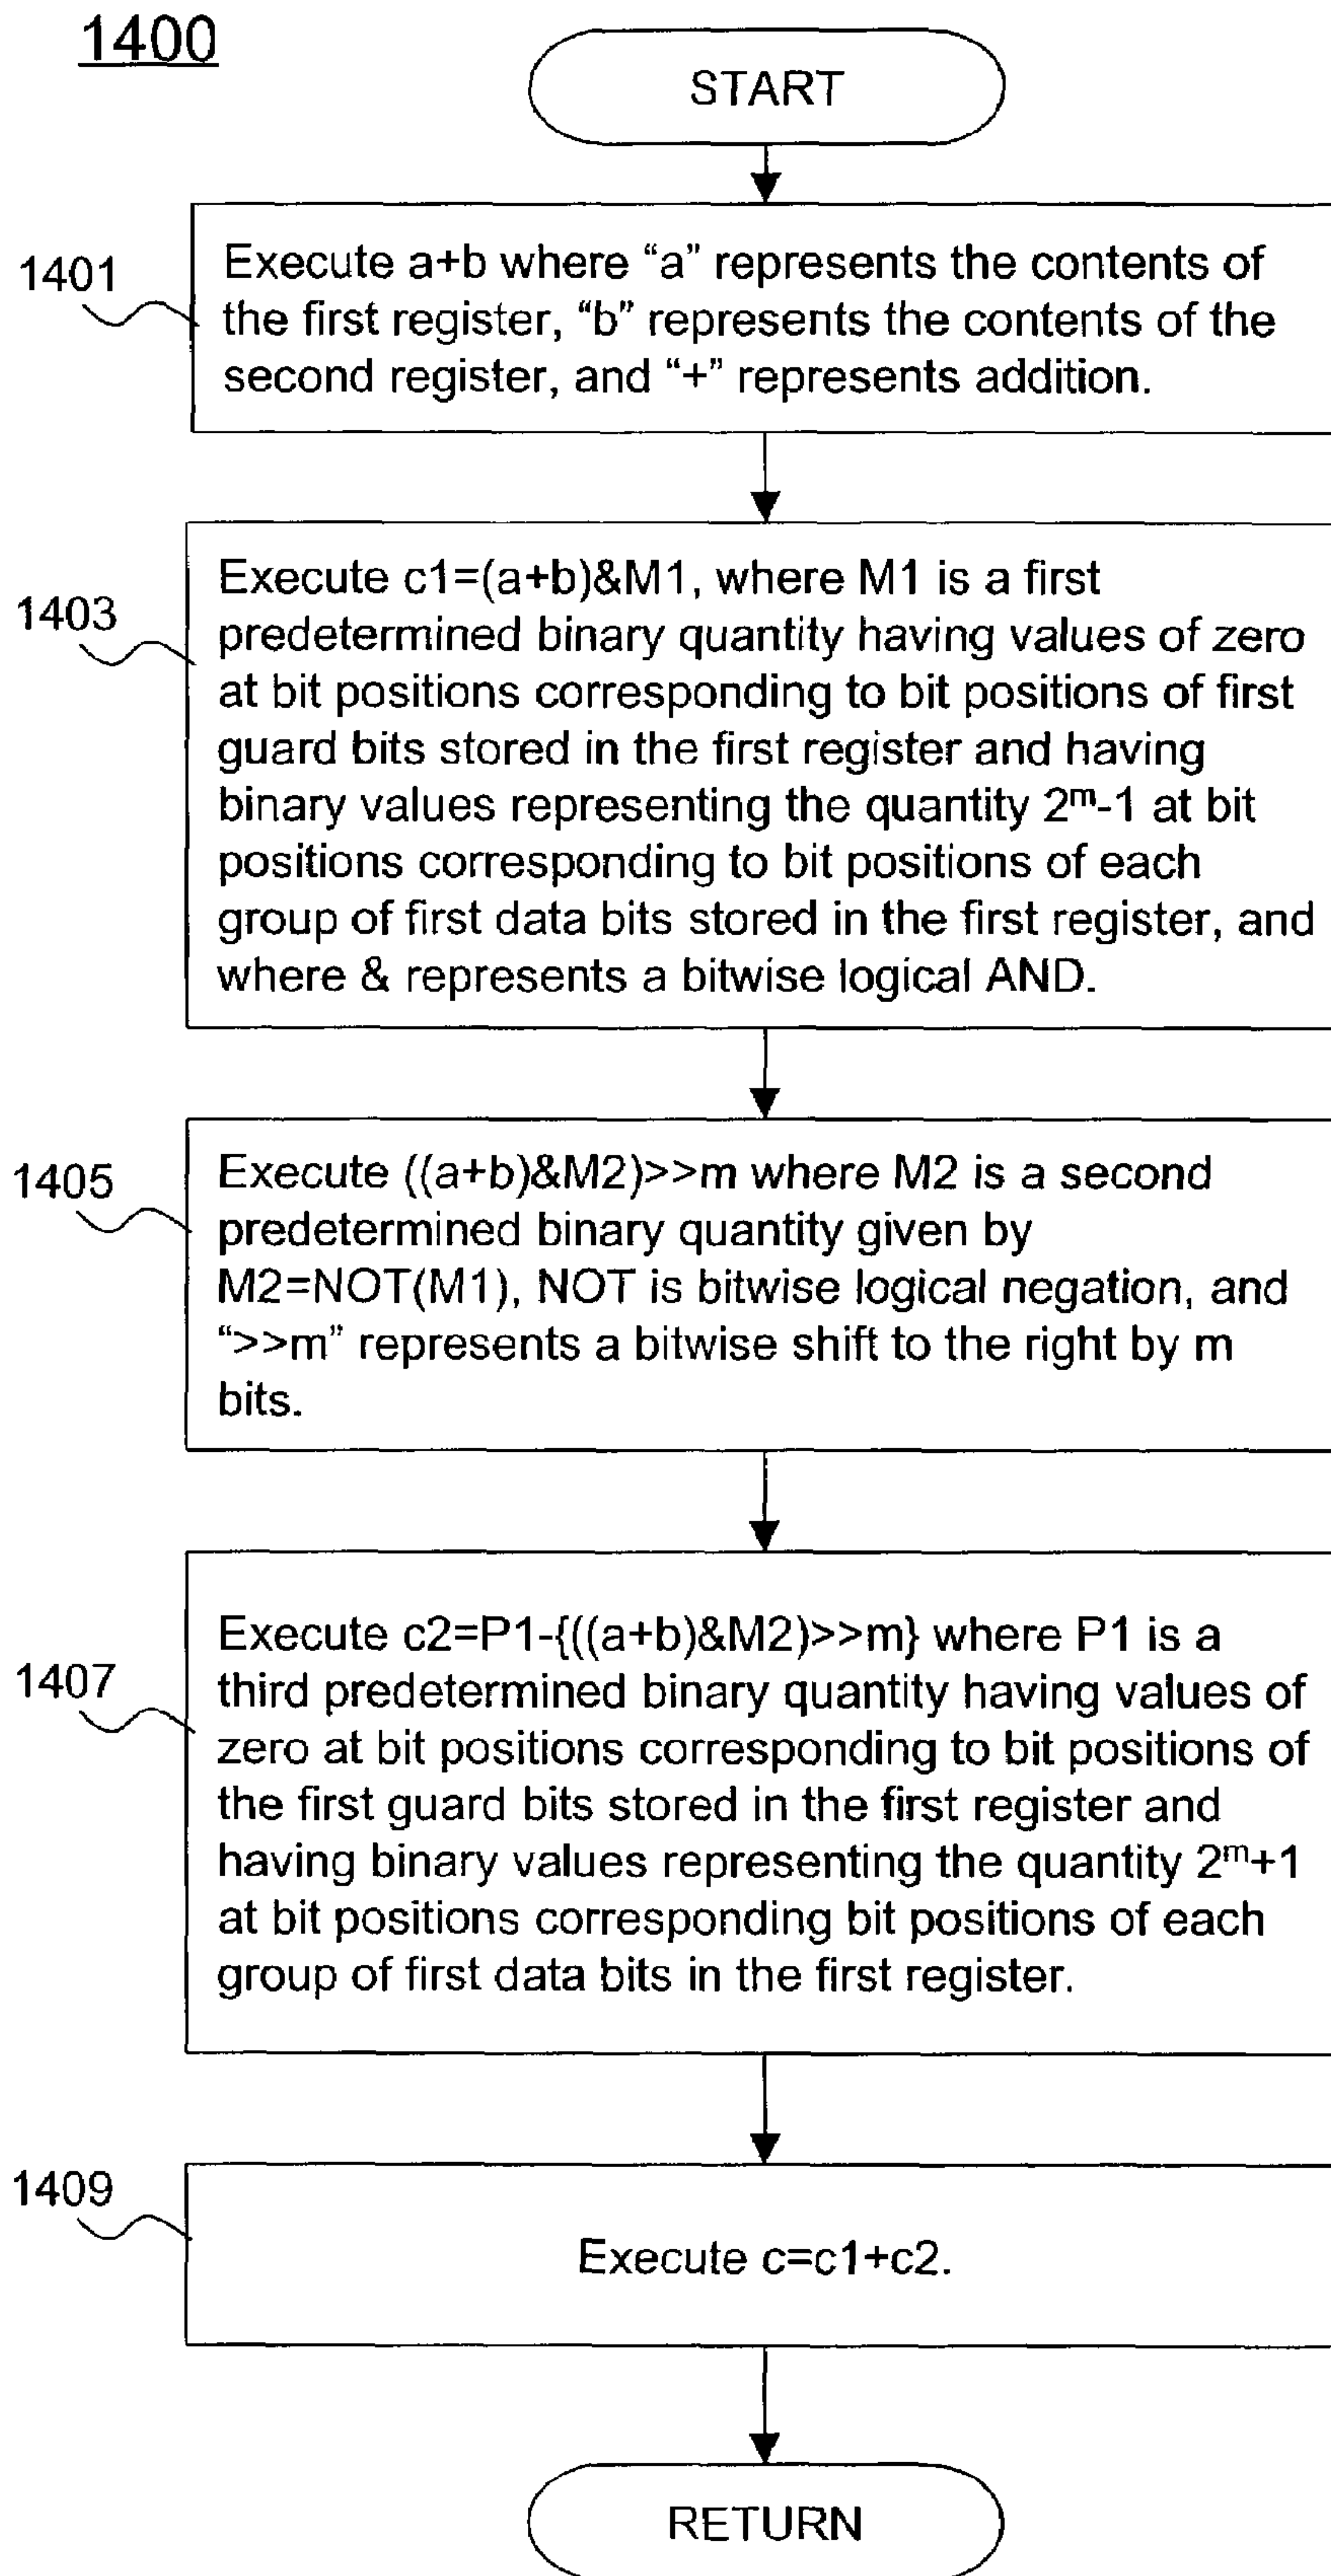 1400
START
1401
Execute a+b where “a” represents the contents of
the first register, “b” represents the contents of the
second register, and “+” represents addition.
1403
Execute c1=(a+b)&M1, where M1 is a first
predetermined binary quantity having values of zero
at bit positions corresponding to bit positions of first
guard bits stored in the first register and having
binary values representing the quantity 2ᵐ-1 at bit
positions corresponding to bit positions of each
group of first data bits stored in the first register, and
where & represents a bitwise logical AND.
1405
Execute ((a+b)&M2)>>m where M2 is a second
predetermined binary quantity given by
M2=NOT(M1), NOT is bitwise logical negation, and
“>>m” represents a bitwise shift to the right by m
bits.
1407
Execute c2=P1-{((a+b)&M2)>>m} where P1 is a
third predetermined binary quantity having values of
zero at bit positions corresponding to bit positions of
the first guard bits stored in the first register and
having binary values representing the quantity 2ᵐ+1
at bit positions corresponding bit positions of each
group of first data bits in the first register.
1409
Execute c=c1+c2.
RETURN